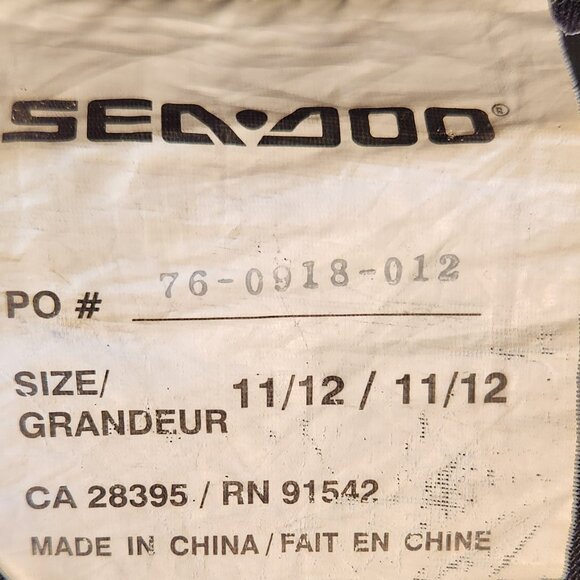 SEA-DOO®
PO # 76-0918-012
SIZE/
GRANDEUR 11/12 / 11/12
CA 28395 / RN 91542
MADE IN CHINA / FAIT EN CHINE